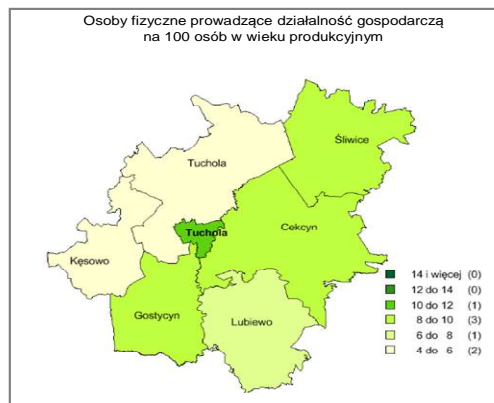 Osoby fizyczne prowadzące działalność gospodarczą
na 100 osób w wieku produkcyjnym
Śliwice
Tuchola
Tuchola
Cekcyn
Kęsowo
Gostycyn
Lubiewo
14 i więcej (0)
12 do 14 (0)
10 do 12 (1)
8 do 10 (3)
6 do 8 (1)
4 do 6 (2)